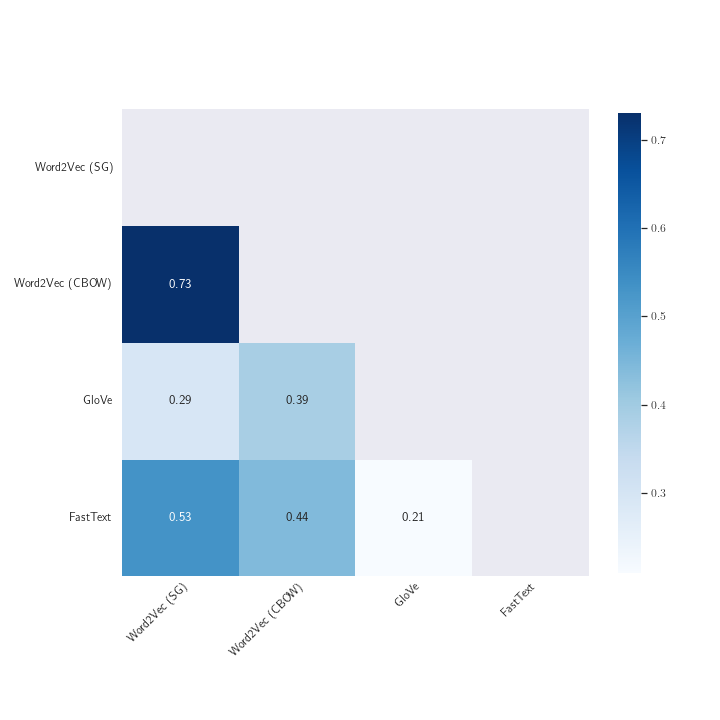 Word2Vec (SG)
Word2Vec (CBOW)
0.73
GloVe
0.29
0.39
FastText
0.53
0.44
0.21
Word2Vec (SG)
Word2Vec (CBOW)
GloVe
FastText
0.7
0.6
0.5
0.4
0.3